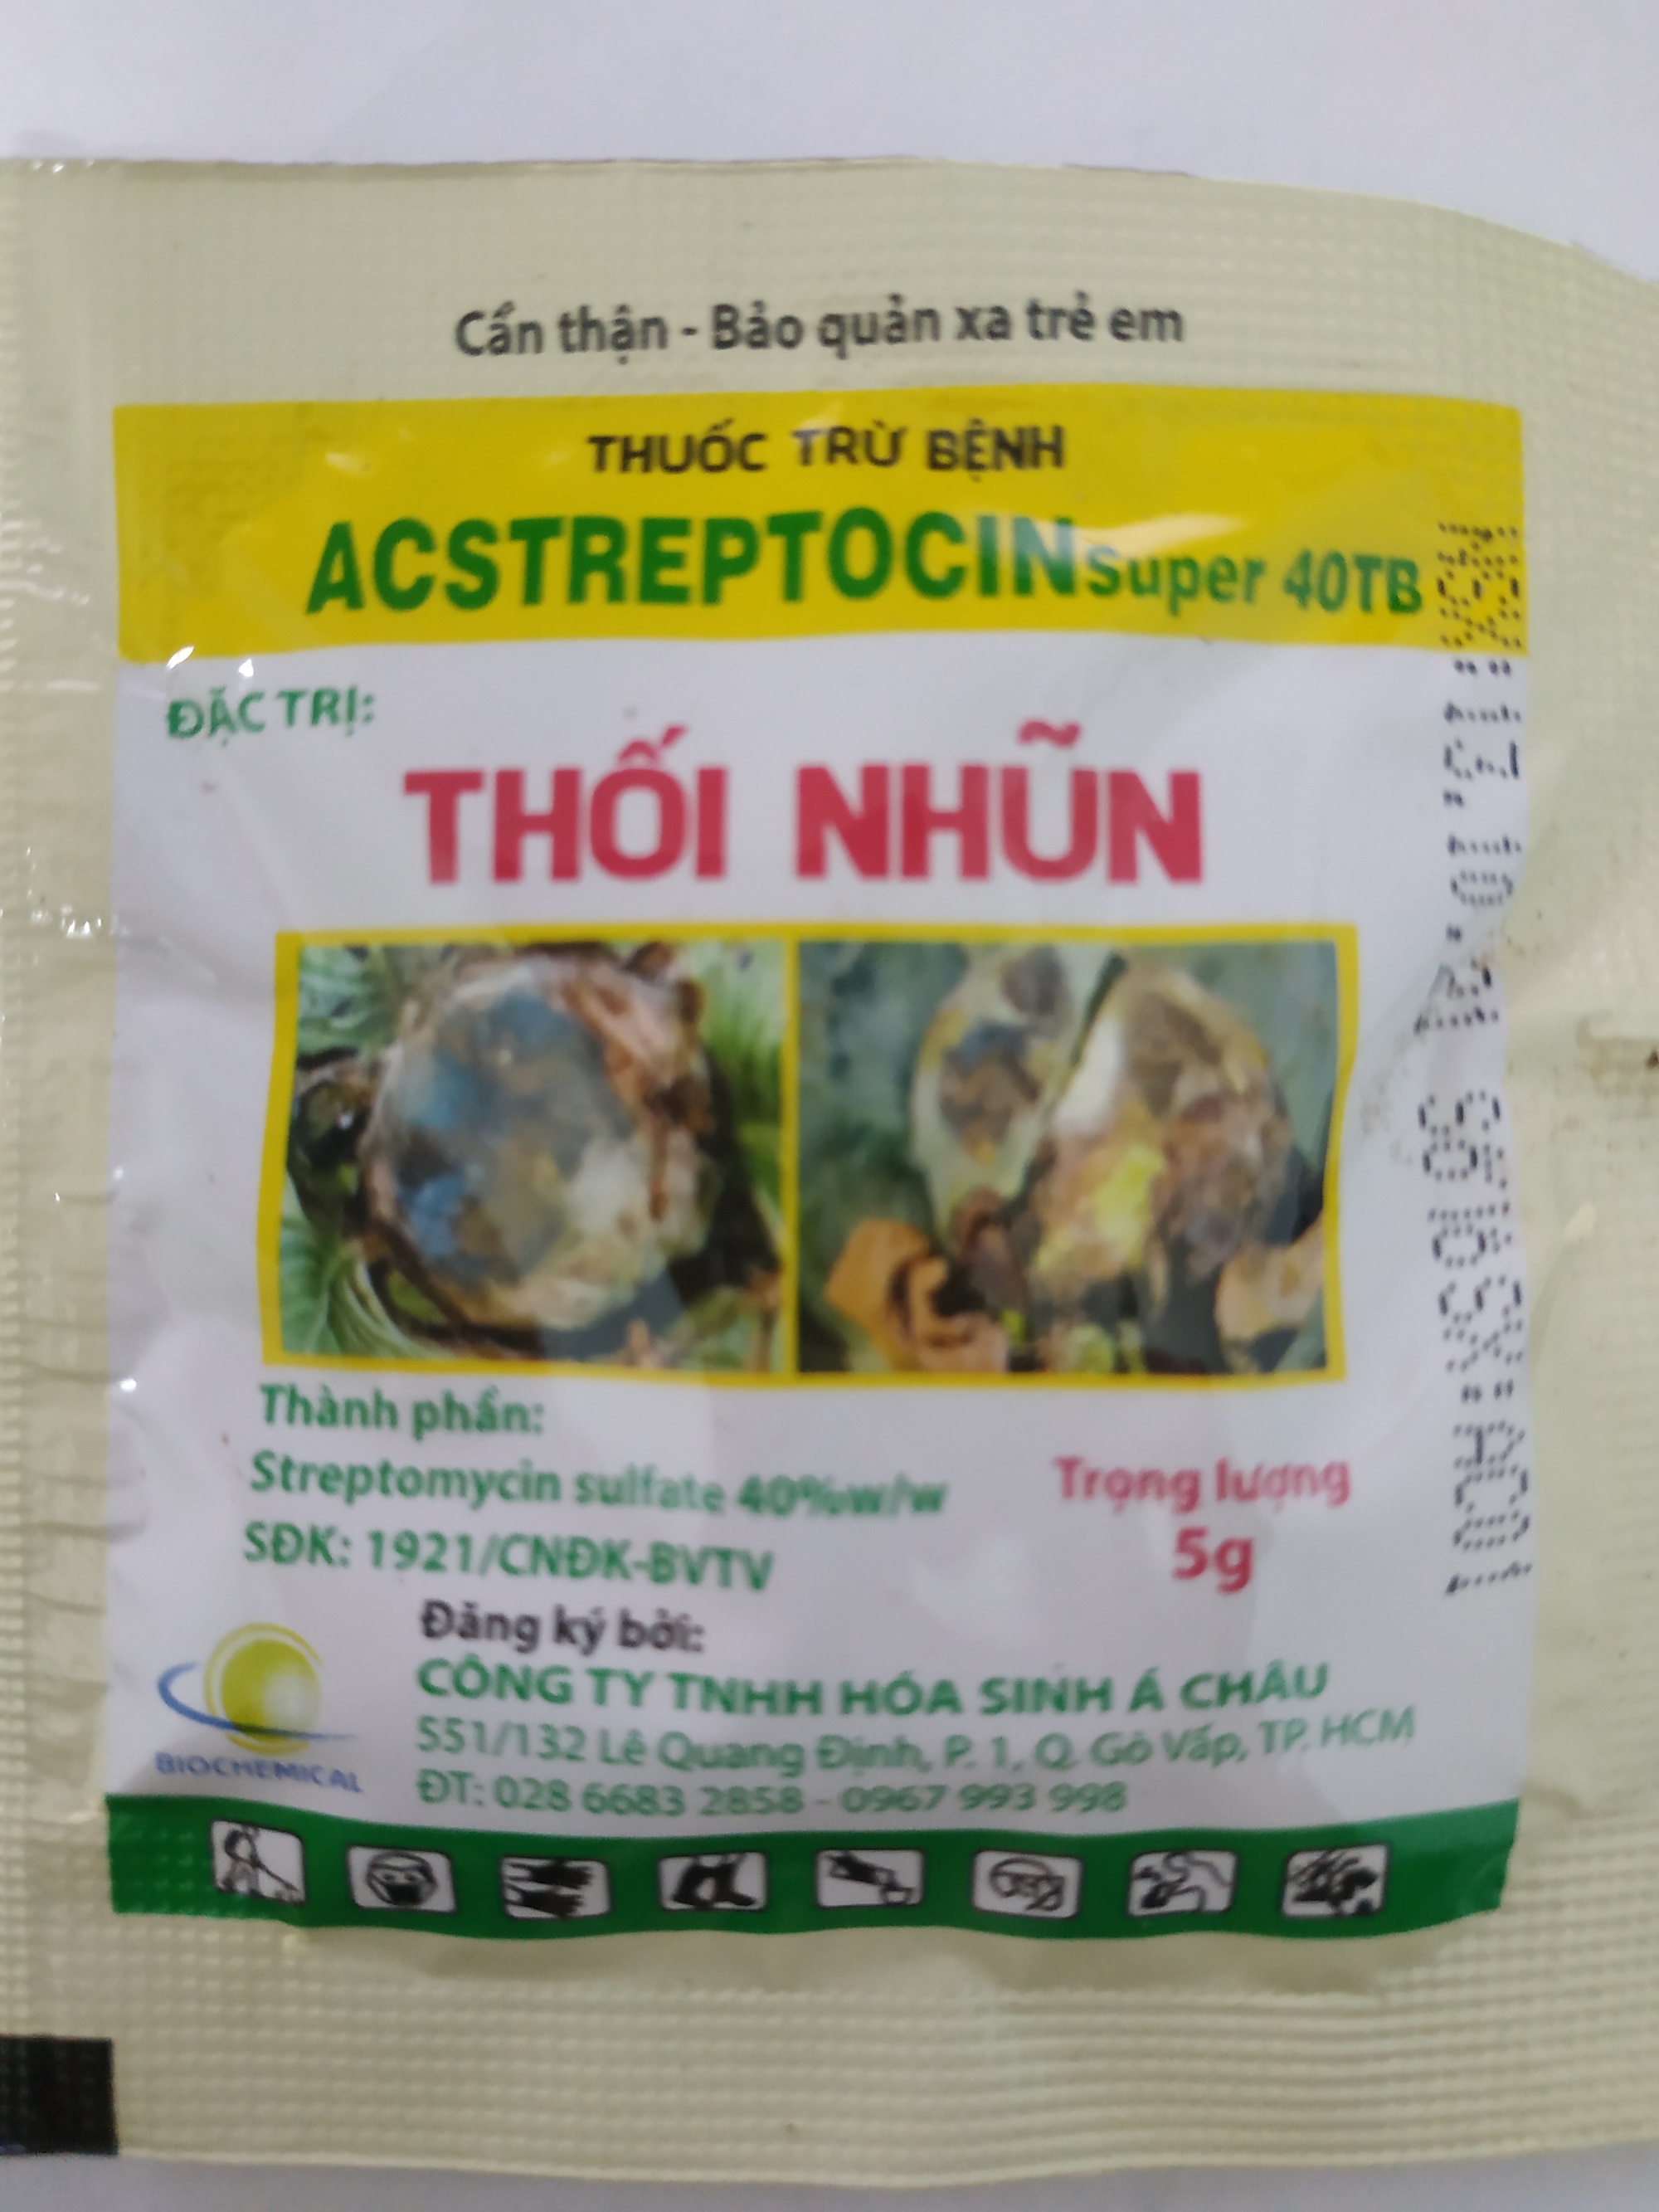 Cẩn thận - Bảo quản xa trẻ em
THUỐC TRỪ BỆNH
ACSTREPTOCIN super 40TB
ĐẶC TRỊ:
THỐI NHŨN
Thành phần:
Streptomycin sulfate 40%w/w
SĐK: 1921/CNĐK-BVTV
Trọng lượng
5g
Đăng ký bởi:
CÔNG TY TNHH HÓA SINH Á CHÂU
551/132 Lê Quang Định, P. 1, Q. Gò Vấp, TP. HCM
ĐT: 028 6683 2858 - 0967 993 998
BIOCHEMICAL